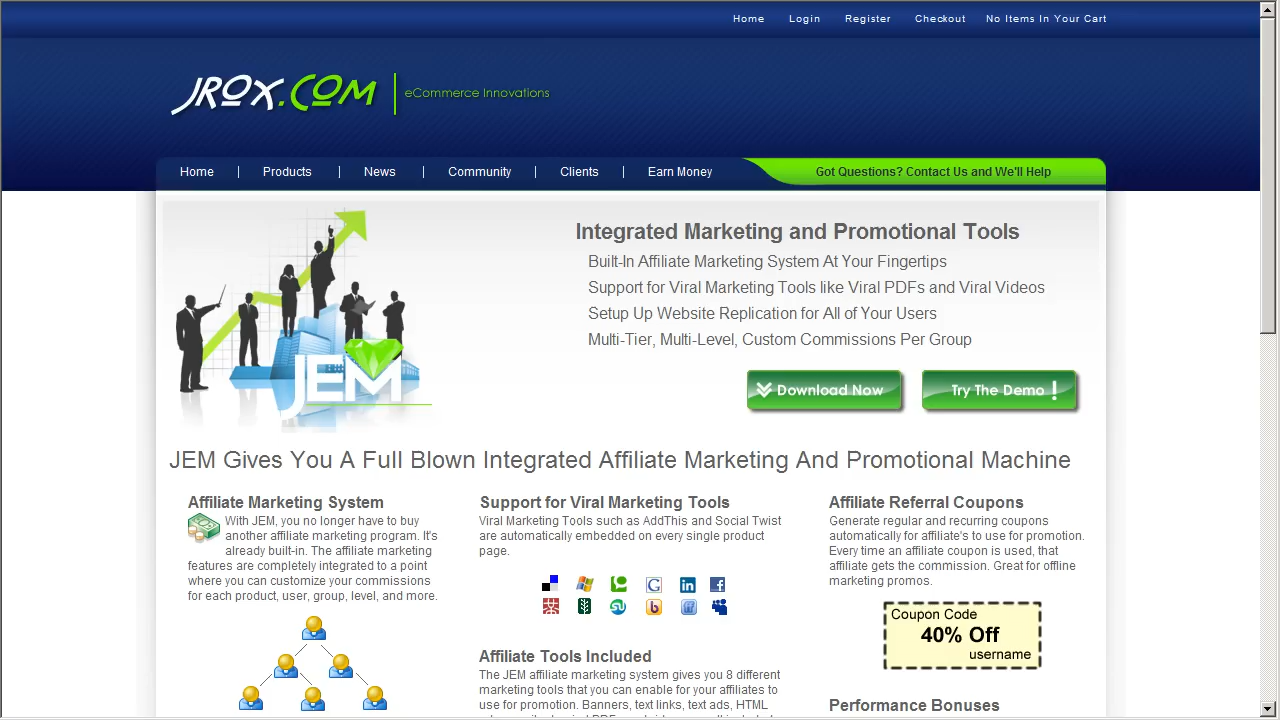 Home Login Register Checkout No Items In Your Cart
JROX.COM eCommerce Innovations
Home Products News Community Clients Earn Money Got Questions? Contact Us and We'll Help
Integrated Marketing and Promotional Tools
Built-In Affiliate Marketing System At Your Fingertips
Support for Viral Marketing Tools like Viral PDFs and Viral Videos
Setup Up Website Replication for All of Your Users
Multi-Tier, Multi-Level, Custom Commissions Per Group
JEM
Download Now Try The Demo !
JEM Gives You A Full Blown Integrated Affiliate Marketing And Promotional Machine
Affiliate Marketing System
With JEM, you no longer have to buy
another affiliate marketing program. It's
already built-in. The affiliate marketing
features are completely integrated to a point
where you can customize your commissions
for each product, user, group, level, and more.
Support for Viral Marketing Tools
Viral Marketing Tools such as AddThis and Social Twist
are automatically embedded on every single product
page.
Affiliate Tools Included
The JEM affiliate marketing system gives you 8 different
marketing tools that you can enable for your affiliates to
use for promotion. Banners, text links, text ads, HTML
Affiliate Referral Coupons
Generate regular and recurring coupons
automatically for affiliate's to use for promotion.
Every time an affiliate coupon is used, that
affiliate gets the commission. Great for offline
marketing promos.
Coupon Code
40% Off
username
Performance Bonuses